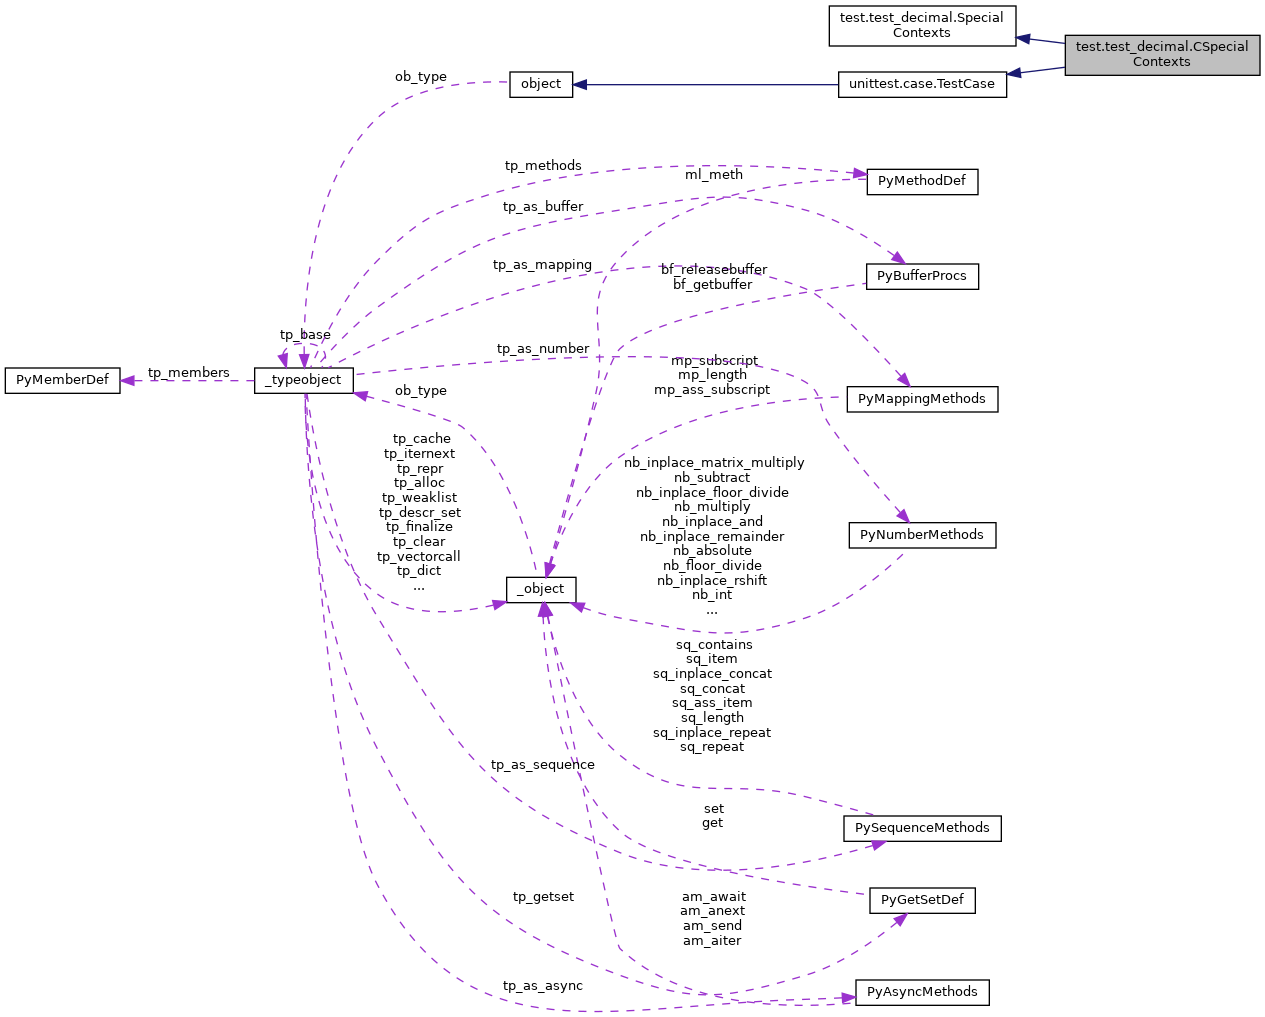 test.test_decimal.Special
Contexts
test.test_decimal.CSpecial
Contexts
ob_type
object
unittest.case.TestCase
tp_methods
ml_meth
PyMethodDef
tp_as_buffer
tp_as_mapping
bf_releasebuffer
bf_getbuffer
PyBufferProcs
tp_base
tp_as_number
mp_subscript
mp_length
mp_ass_subscript
PyMemberDef
tp_members
_typeobject
ob_type
PyMappingMethods
tp_cache
tp_iternext
tp_repr
tp_alloc
tp_weaklist
tp_descr_set
tp_finalize
tp_clear
tp_vectorcall
tp_dict
...
nb_inplace_matrix_multiply
nb_subtract
nb_inplace_floor_divide
nb_multiply
nb_inplace_and
nb_inplace_remainder
nb_absolute
nb_floor_divide
nb_inplace_rshift
nb_int
...
PyNumberMethods
_object
sq_contains
sq_item
sq_inplace_concat
sq_concat
sq_ass_item
sq_length
sq_inplace_repeat
sq_repeat
tp_as_sequence
set
get
PySequenceMethods
tp_getset
am_await
am_anext
am_send
am_aiter
PyGetSetDef
tp_as_async
PyAsyncMethods